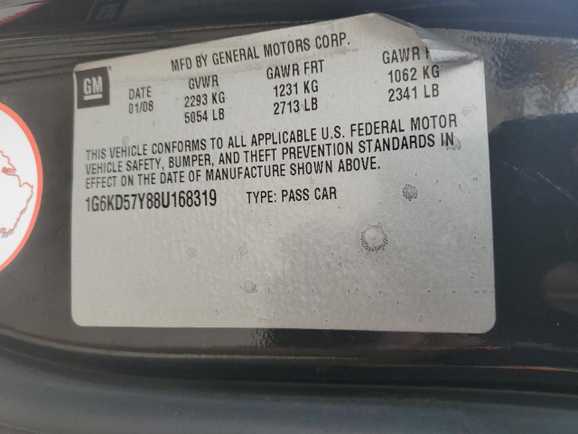 MFD BY GENERAL MOTORS CORP.
GM
DATE GVWR GAWR FRT GAWR
01/08 2293 KG 1231 KG 1062 KG
5054 LB 2713 LB 2341 LB
THIS VEHICLE CONFORMS TO ALL APPLICABLE U.S. FEDERAL MOTOR
VEHICLE SAFETY, BUMPER, AND THEFT PREVENTION STANDARDS IN
EFFECT ON THE DATE OF MANUFACTURE SHOWN ABOVE.
1G6KD57Y88U168319 TYPE: PASS CAR